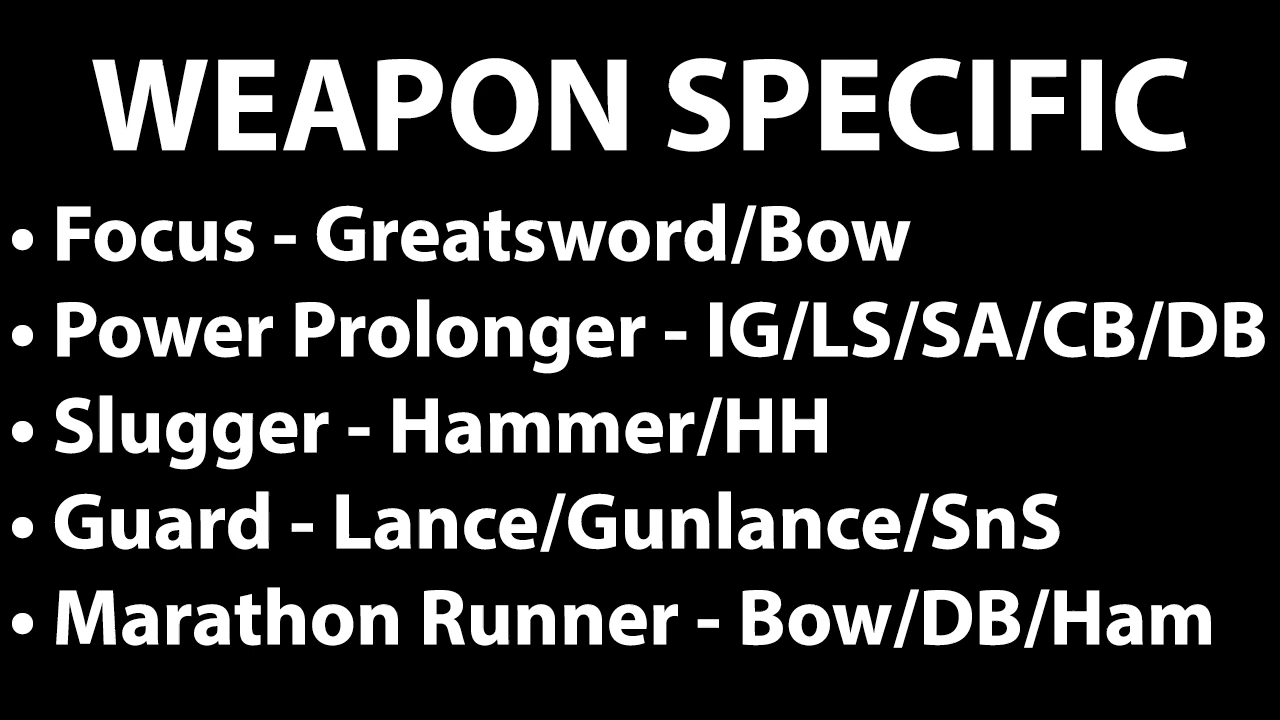 WEAPON SPECIFIC
• Focus - Greatsword/Bow
• Power Prolonger - IG/LS/SA/CB/DB
• Slugger - Hammer/HH
• Guard - Lance/Gunlance/SnS
• Marathon Runner - Bow/DB/Ham